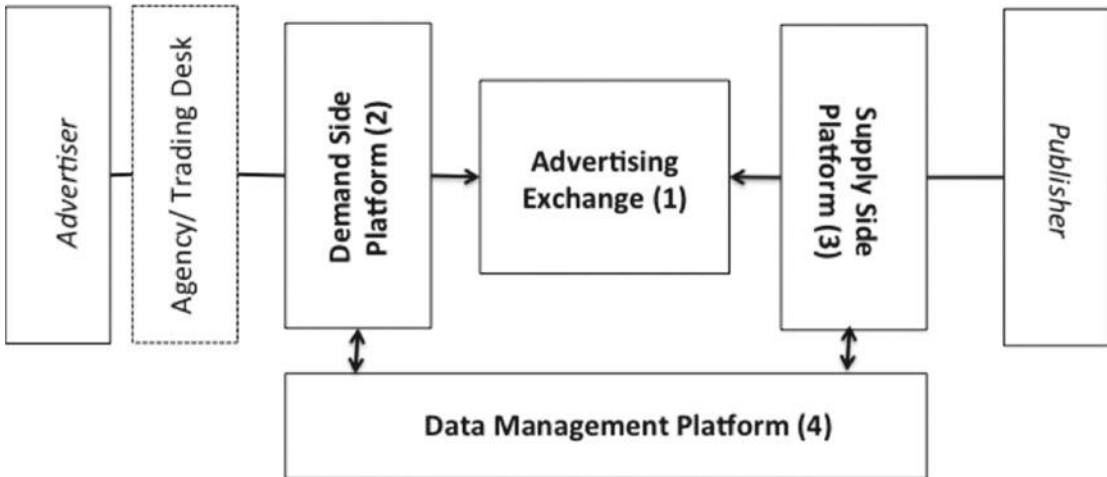 Advertiser
Agency/ Trading Desk
Demand Side
Platform (2)
Advertising
Exchange (1)
Supply Side
Platform (3)
Publisher
Data Management Platform (4)